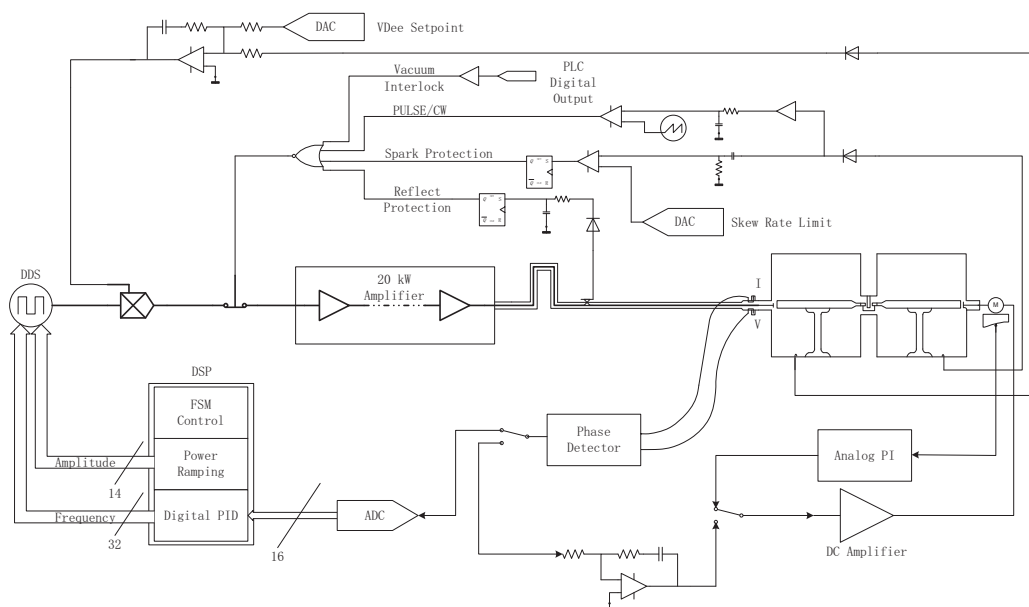 DAC
VDee Setpoint
Vacuum
Interlock
PLC
Digital
Output
PULSE/CW
Spark Protection
Reflect
Protection
DAC
Skew Rate Limit
DDS
20 kW
Amplifier
I
V
M
DSP
FSM
Control
Power
Ramping
Digital PID
Amplitude
14
Frequency
32
16
ADC
Phase
Detector
Analog PI
DC Amplifier